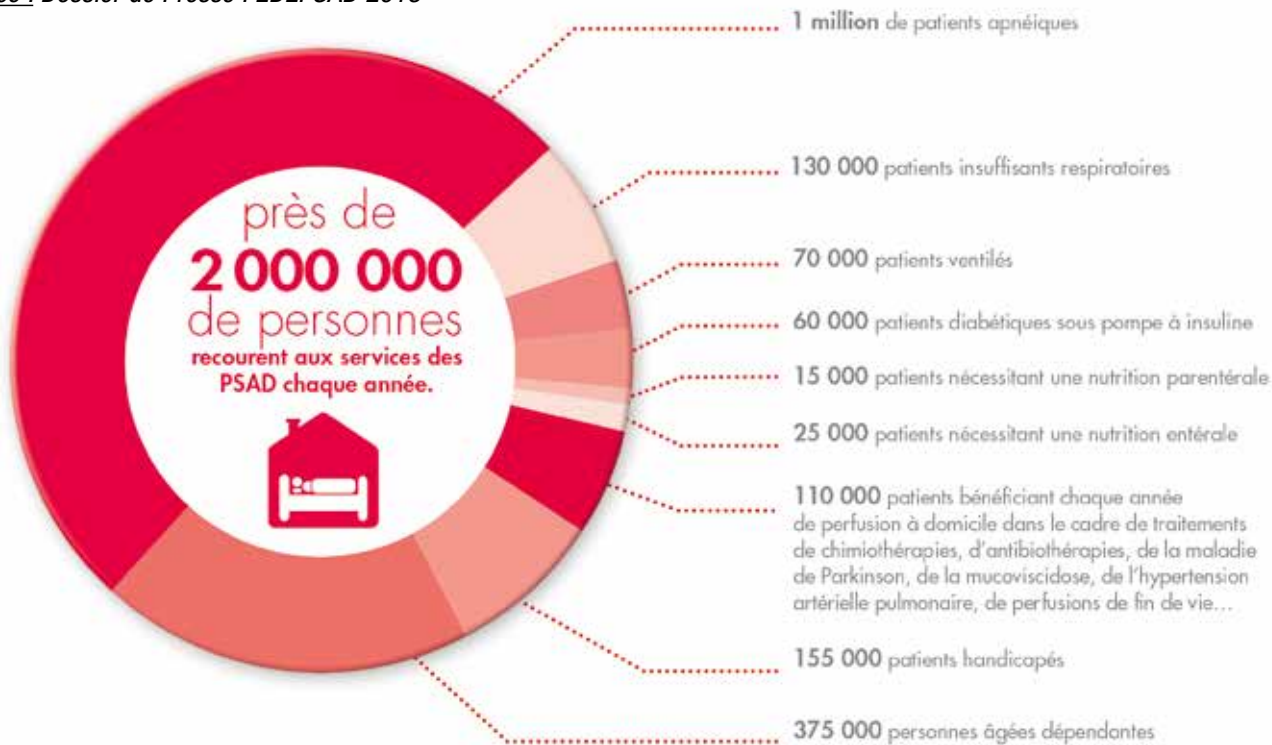 Dossier de Presse FEDEPSAD
1 million de patients apnéiques
130 000 patients insuffisants respiratoires
près de
2 000 000
de personnes
recourent aux services des
PSAD chaque année.
70 000 patients ventilés
60 000 patients diabétiques sous pompe à insuline
15 000 patients nécessitant une nutrition parentérale
25 000 patients nécessitant une nutrition entérale
110 000 patients bénéficiant chaque année
de perfusion à domicile dans le cadre de traitements
de chimiothérapies, d'antibiothérapies, de la maladie
de Parkinson, de la mucoviscidose, de l'hypertension
artérielle pulmonaire, de perfusions de fin de vie...
155 000 patients handicapés
375 000 personnes âgées dépendantes